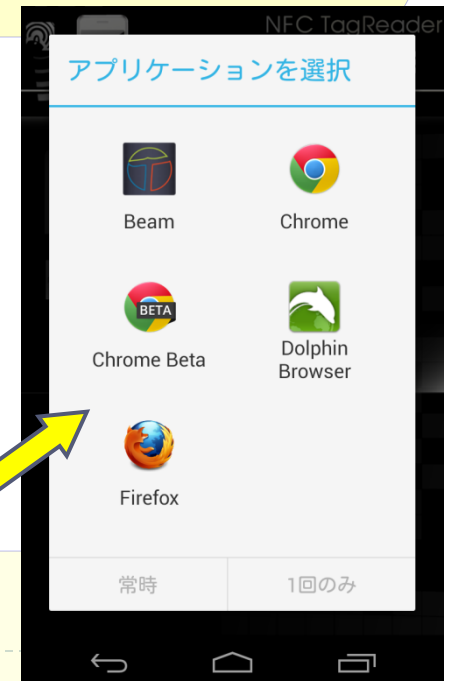 NFC TagReader
アプリケーションを選択
Beam
Chrome
BETA
Chrome Beta
Dolphin
Browser
Firefox
常時
1回のみ